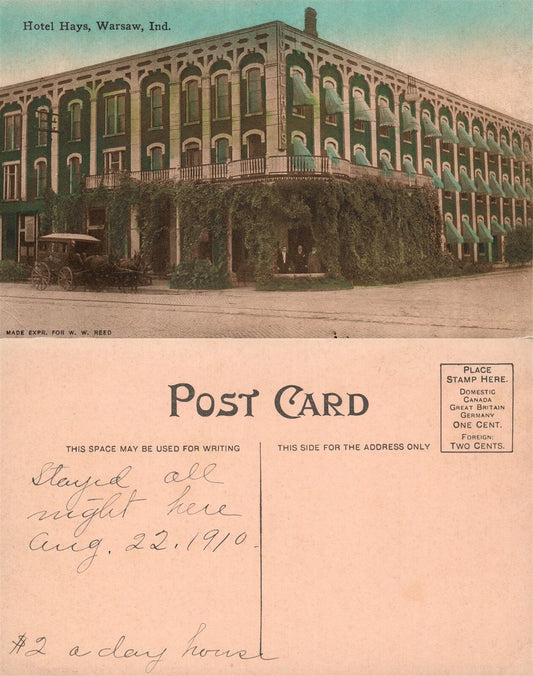 Hotel Hays, Warsaw, Ind.
HAYS
MADE EXPR. FOR W. W. REED
POST CARD
PLACE
STAMP HERE.
DOMESTIC
CANADA
GREAT BRITAIN
GERMANY
ONE CENT.
FOREIGN:
TWO CENTS.
THIS SPACE MAY BE USED FOR WRITING
THIS SIDE FOR THE ADDRESS ONLY
Stayed all
night here
Aug. 22, 1910.
$2 a day house